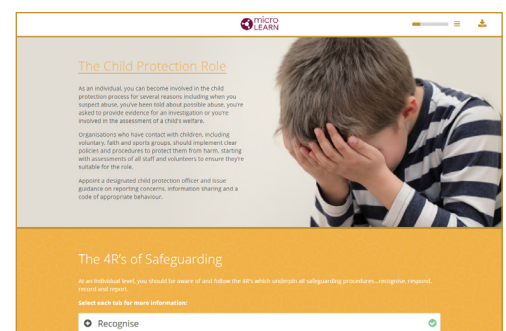 micro
LEARN
The Child Protection Role
As an individual, you can become involved in the child
protection process for several reasons including when you
suspect abuse, you've been told about possible abuse, you're
asked to provide evidence for an investigation or you're
involved in the assessment of a child's welfare.
Organisations who have contact with children, including
voluntary, faith and sports groups, should implement clear
policies and procedures to protect them from harm, starting
with assessments of all staff and volunteers to ensure they're
suitable for the role.
Appoint a designated child protection officer and issue
guidance on reporting concerns, information sharing and a
code of appropriate behaviour.
The 4R's of Safeguarding
At an individual level, you should be aware of and follow the 4R's which underpin all safeguarding procedures...recognise, respond,
record and report.
Select each tab for more information:
Recognise